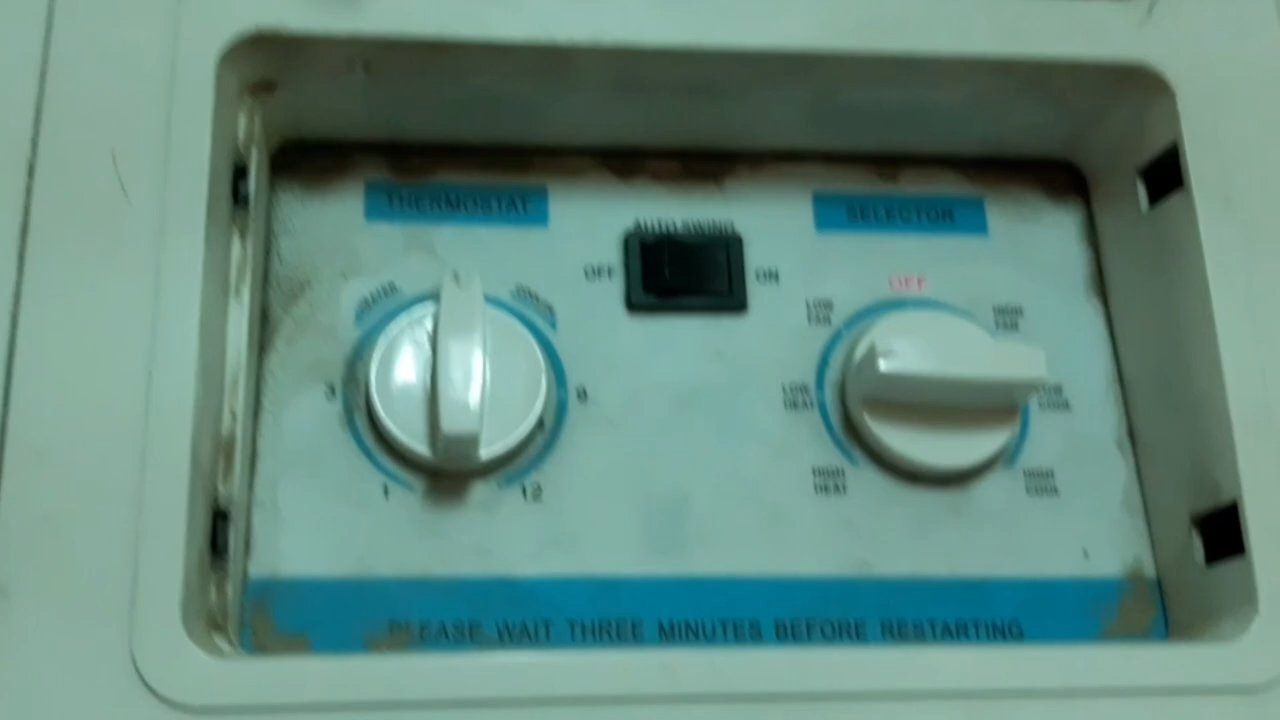 THERMOSTAT
SELECTOR
AUTO SWING
OFF
ON
OFF
LOW
FAN
HIGH
FAN
3
8
LOW
HEAT
LOW
COOL
1
12
HIGH
HEAT
HIGH
COOL
PLEASE WAIT THREE MINUTES BEFORE RESTARTING